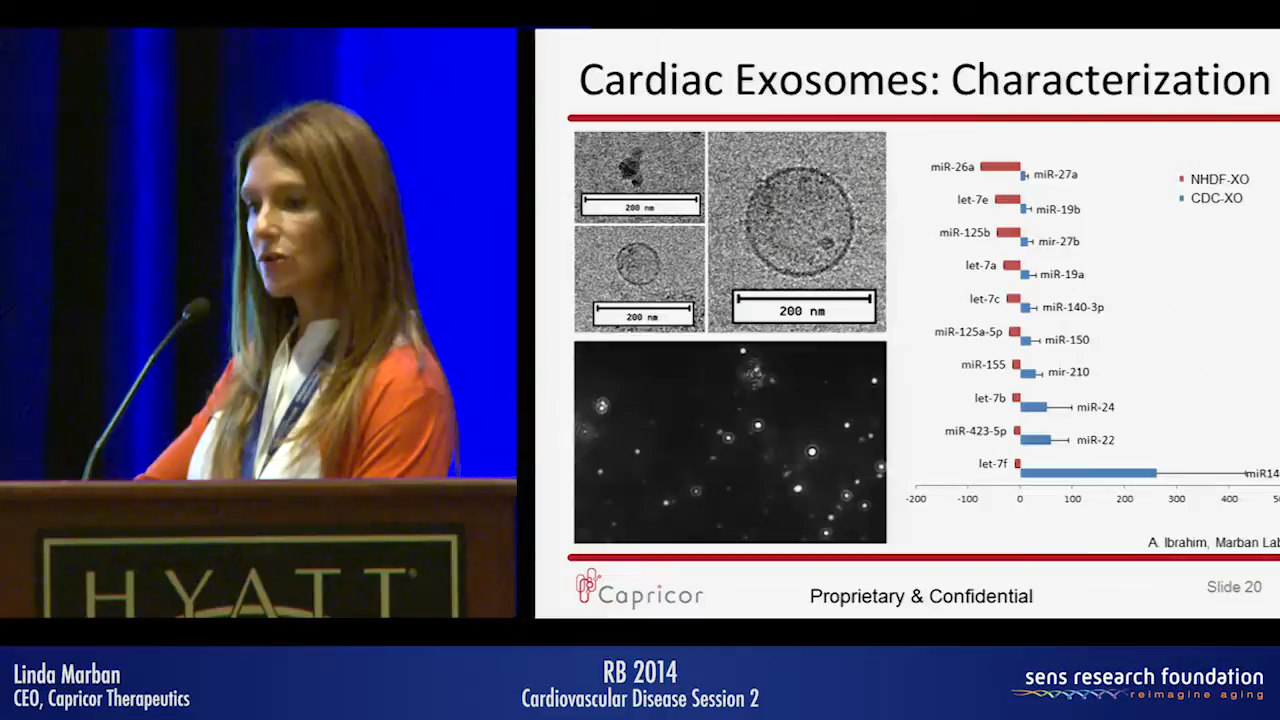 Cardiac Exosomes: Characterization
200 nm
200 nm
200 nm
miR-26a
miR-27a
let-7e
miR-19b
miR-125b
mir-27b
let-7a
miR-19a
let-7c
miR-140-3p
miR-125a-5p
miR-150
miR-155
mir-210
let-7b
miR-24
miR-423-5p
miR-22
let-7f
miR14
-200 -100 0 100 200 300 400
NHDF-XO
CDC-XO
A. Ibrahim, Marban Lab
Capricor
Proprietary & Confidential
Slide 20
HYATT
Linda Marban
CEO, Capricor Therapeutics
RB 2014
Cardiovascular Disease Session 2
sens research foundation
reimagine aging